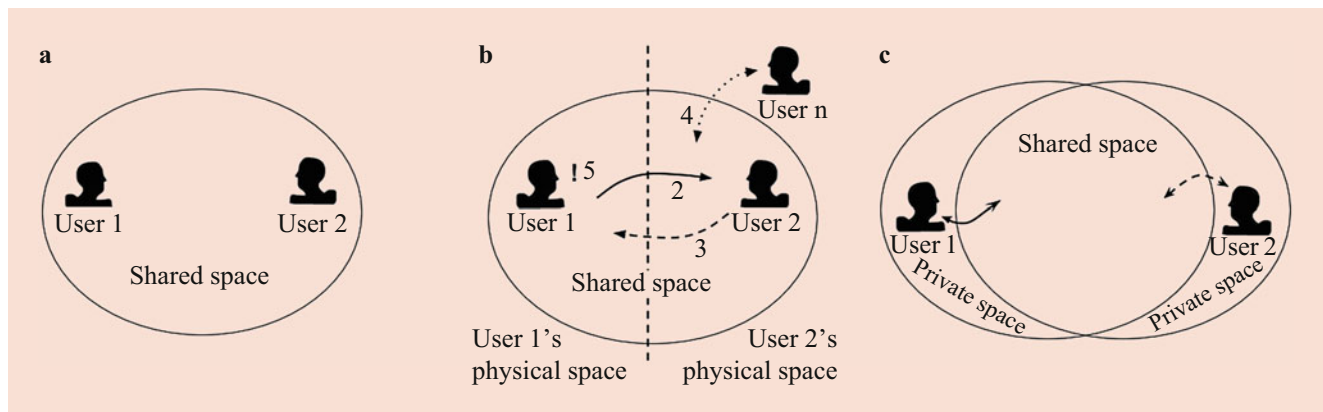 a
User 1
User 2
Shared space
b
User n
4
! 5
2
User 1
User 2
3
Shared space
User 1's
physical space
User 2's
physical space
c
Shared space
User 1
User 2
Private space
Private space